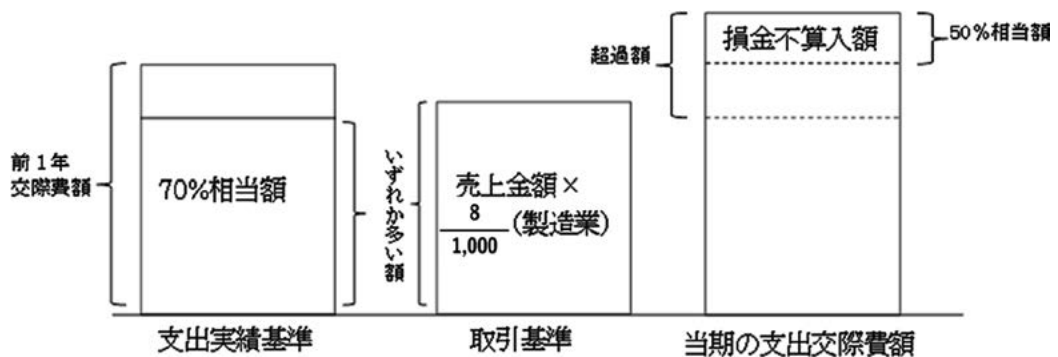 前1年
交際費額
70%相当額
支出実績基準
いずれか多い額
売上金額×
8
1,000
(製造業)
取引基準
超過額
損金不算入額
50%相当額
当期の支出交際費額